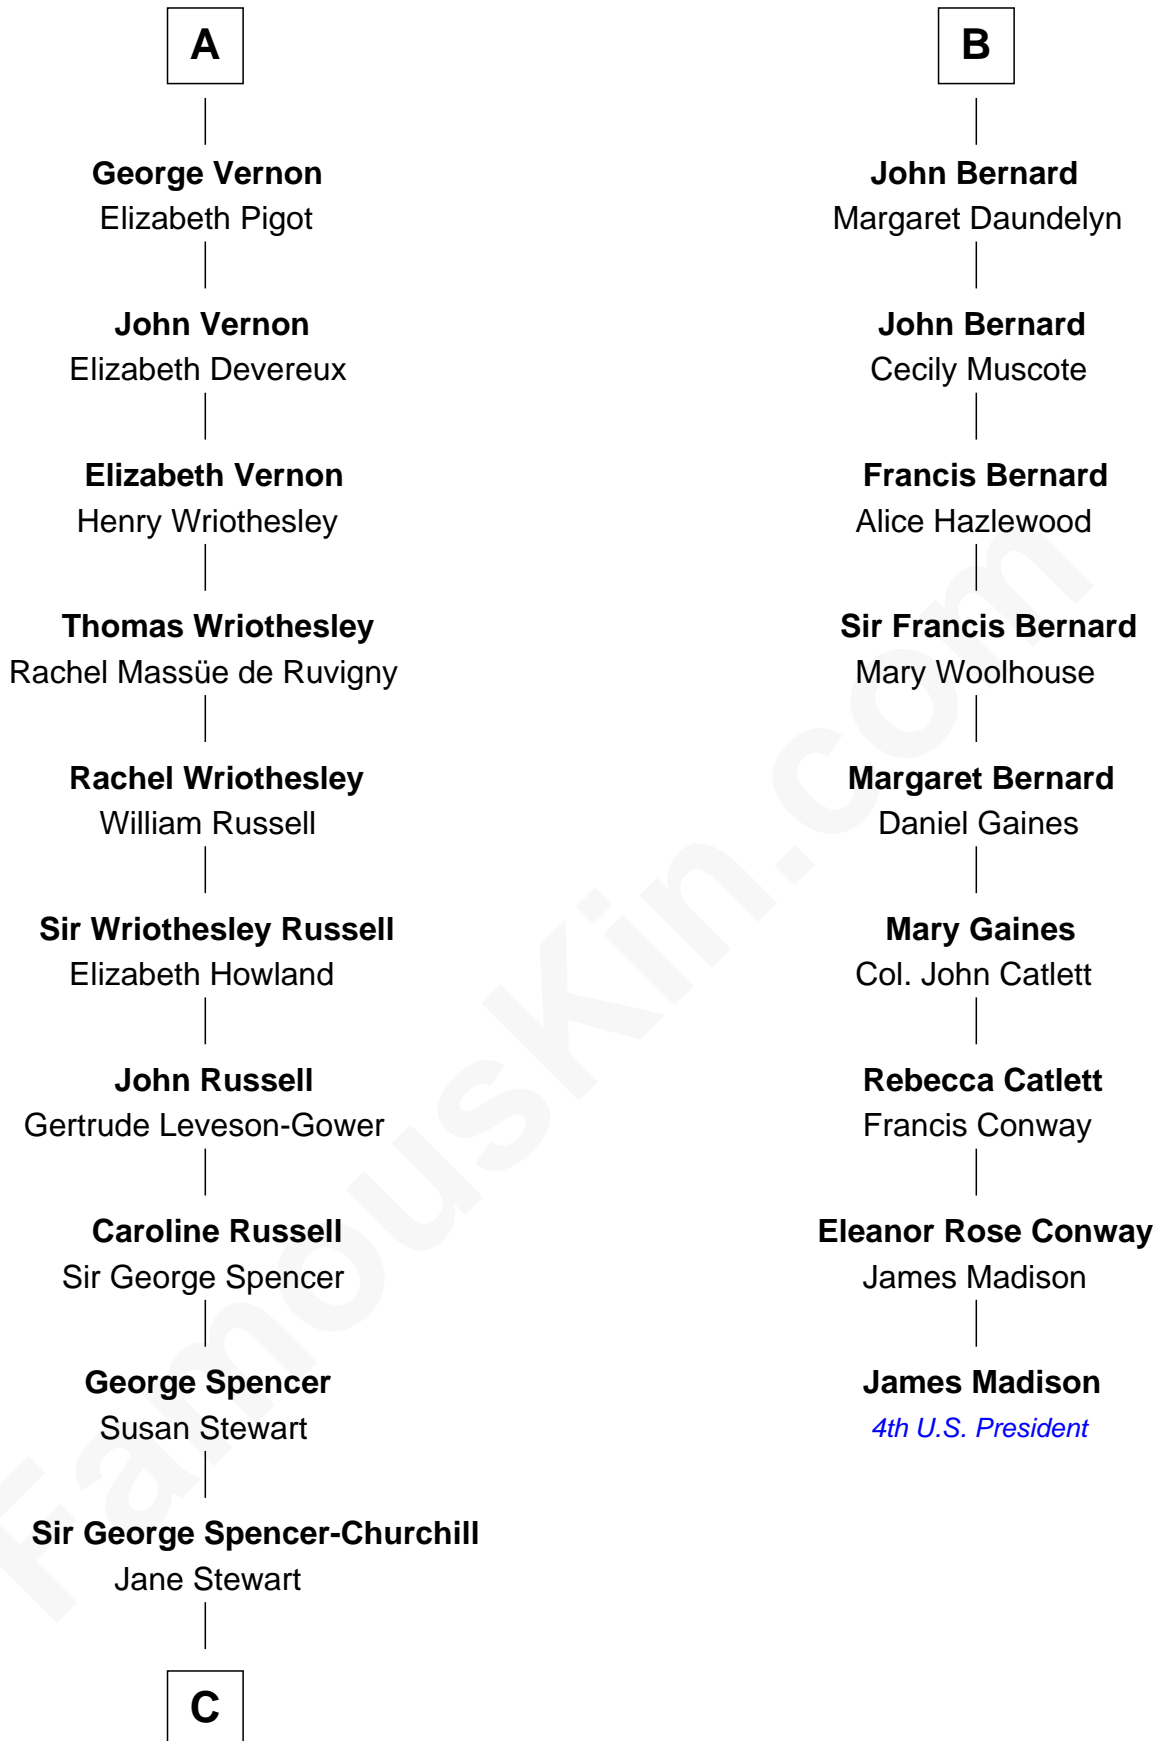 A
George Vernon
Elizabeth Pigot
John Vernon
Elizabeth Devereux
Elizabeth Vernon
Henry Wriothesley
Thomas Wriothesley
Rachel Massüe de Ruvigny
Rachel Wriothesley
William Russell
Sir Wriothesley Russell
Elizabeth Howland
John Russell
Gertrude Leveson-Gower
Caroline Russell
Sir George Spencer
George Spencer
Susan Stewart
Sir George Spencer-Churchill
Jane Stewart
C
B
John Bernard
Margaret Daundelyn
John Bernard
Cecily Muscote
Francis Bernard
Alice Hazlewood
Sir Francis Bernard
Mary Woolhouse
Margaret Bernard
Daniel Gaines
Mary Gaines
Col. John Catlett
Rebecca Catlett
Francis Conway
Eleanor Rose Conway
James Madison
James Madison
4th U.S. President
FamousKin.com